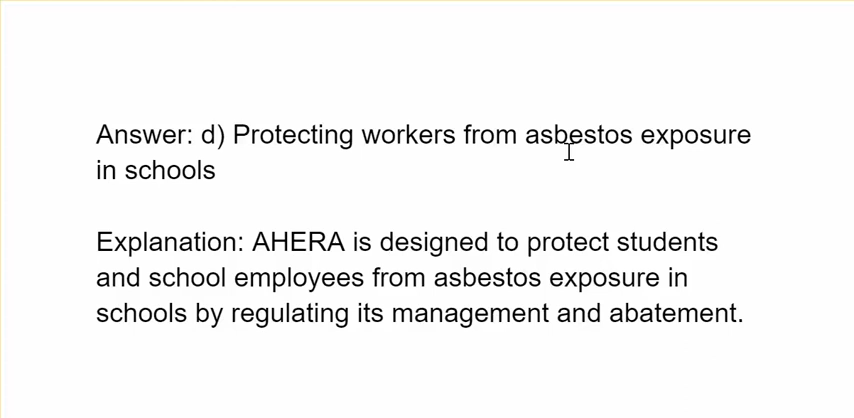 Answer: d) Protecting workers from asbestos exposure
in schools
Explanation: AHERA is designed to protect students
and school employees from asbestos exposure in
schools by regulating its management and abatement.